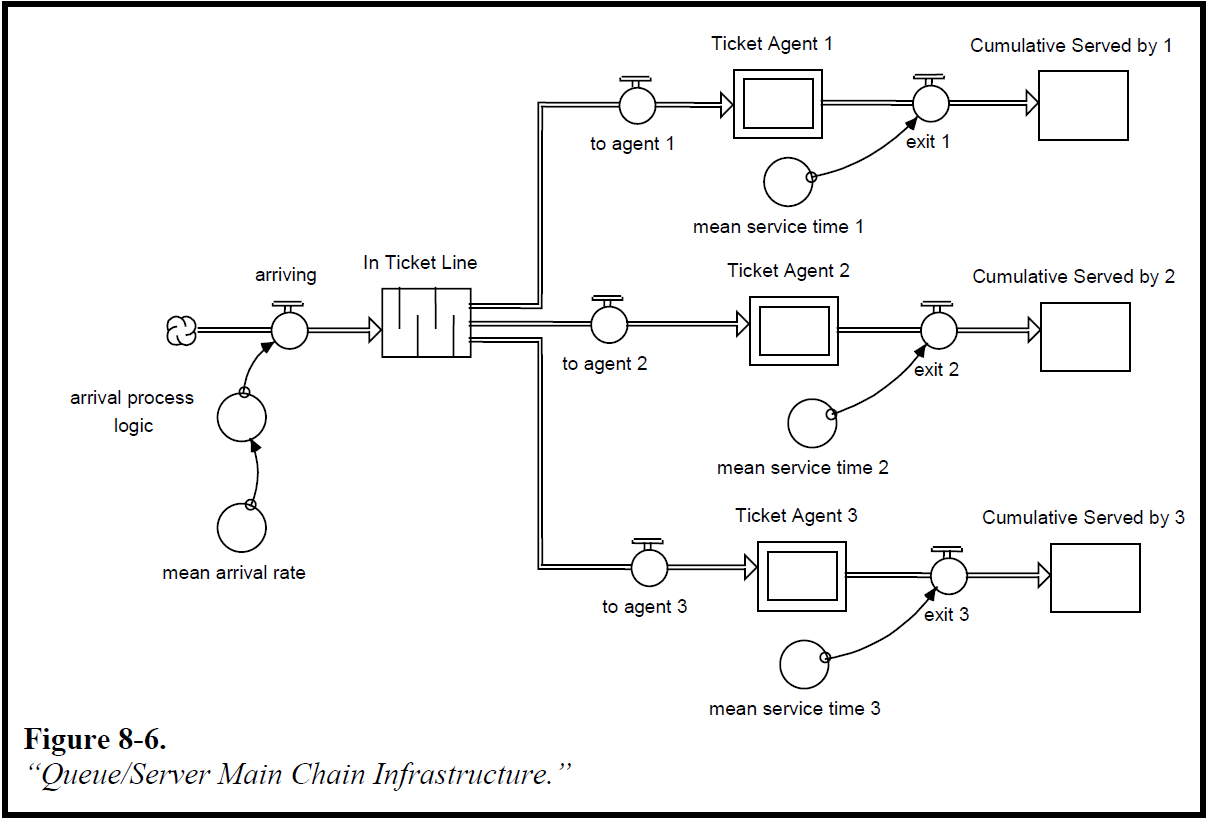 Ticket Agent 1
Cumulative Served by 1
to agent 1
exit 1
mean service time 1
arriving
In Ticket Line
Ticket Agent 2
Cumulative Served by 2
to agent 2
exit 2
arrival process
logic
mean service time 2
mean arrival rate
Ticket Agent 3
Cumulative Served by 3
to agent 3
exit 3
mean service time 3
Figure 8-6.
“Queue/Server Main Chain Infrastructure.”